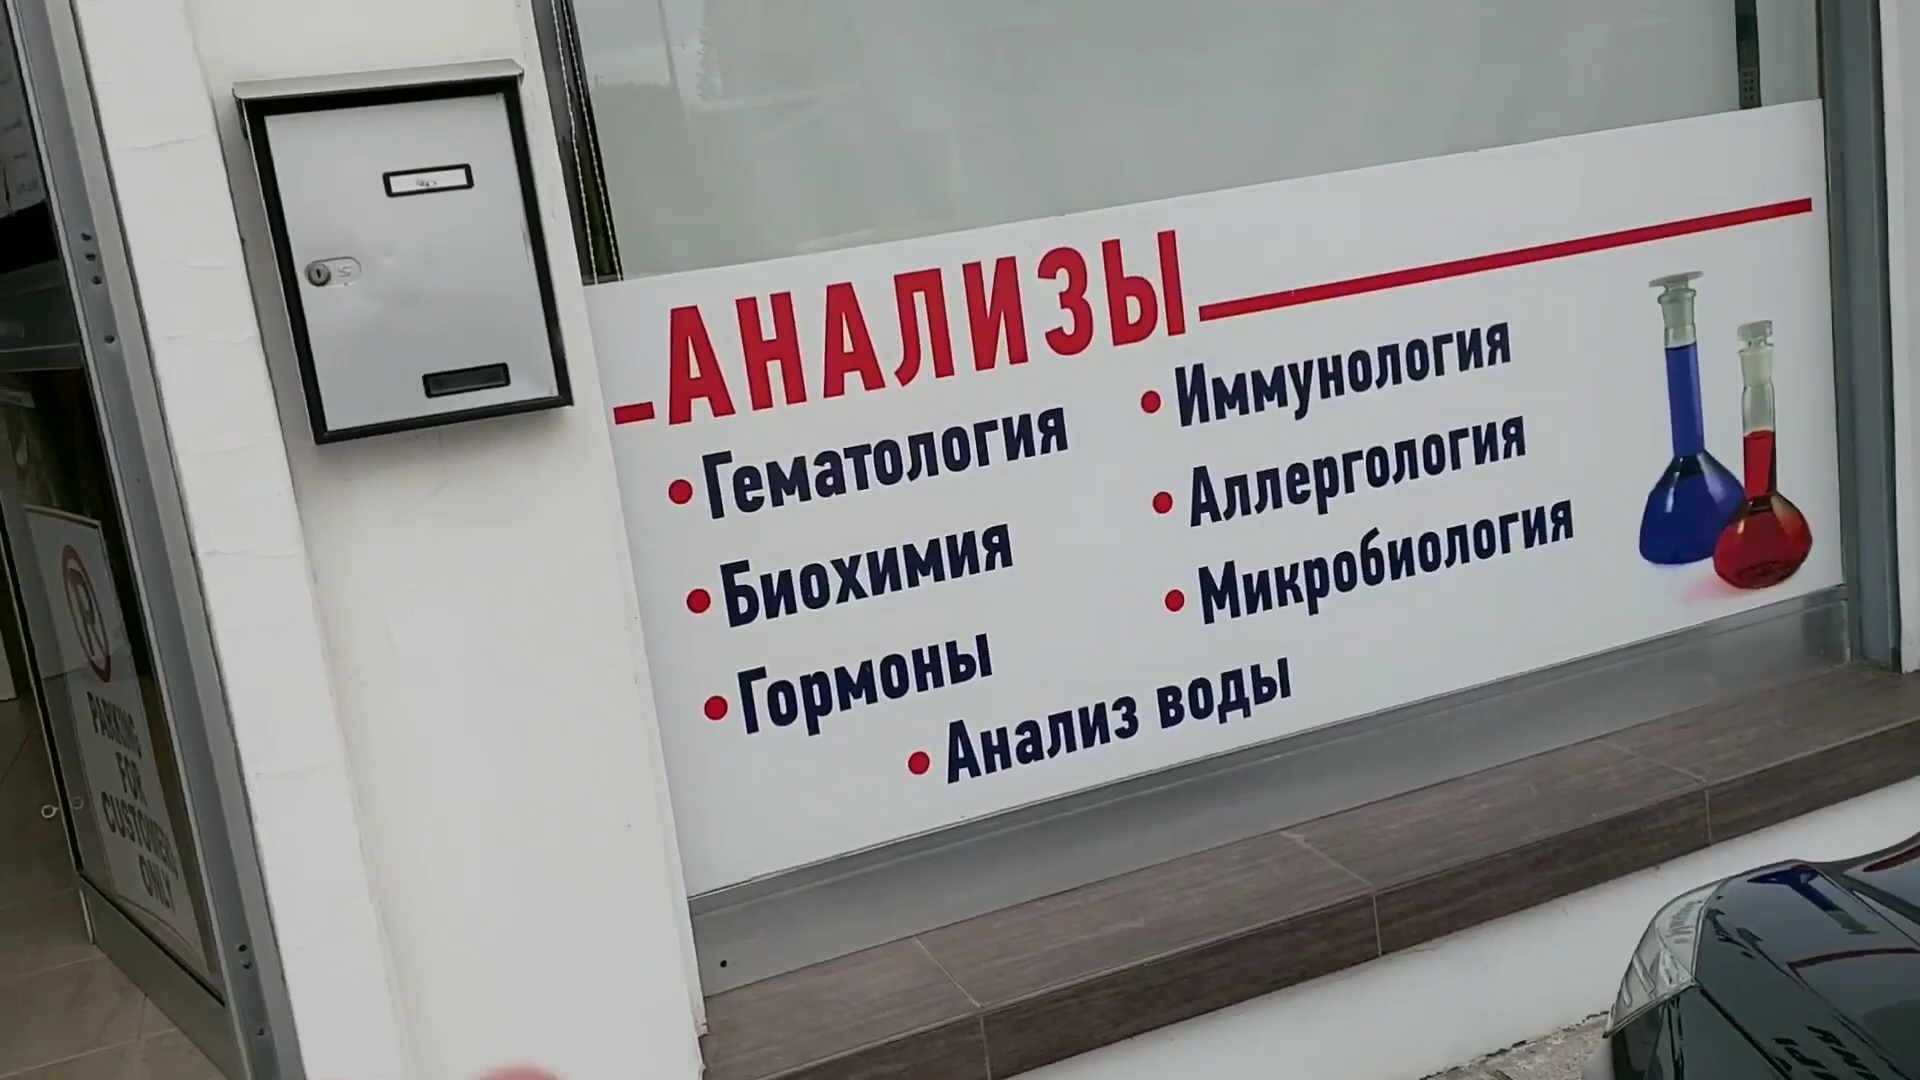 АНАЛИЗЫ
Гематология
Биохимия
Гормоны
Иммунология
Аллергология
Микробиология
Анализ воды
PARKING
FOR
CUSTOMERS
ONLY